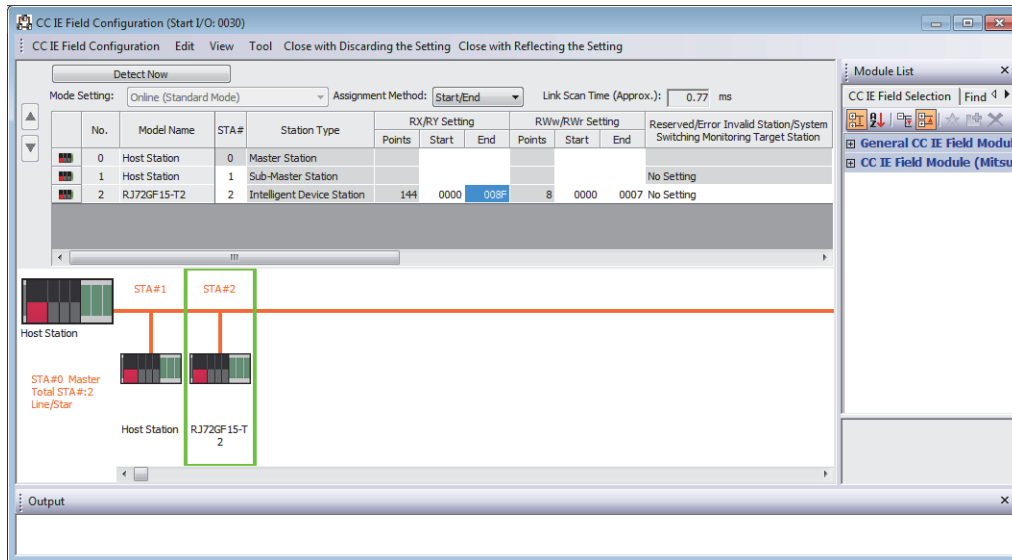 CC IE Field Configuration (Start I/O: 0030)
CC IE Field Configuration Edit View Tool Close with Discarding the Setting Close with Reflecting the Setting
Detect Now
Mode Setting: Online (Standard Mode) Assignment Method: Start/End Link Scan Time (Approx.): 0.77 ms
No. Model Name STA# Station Type RX/RY Setting RWw/RWr Setting Reserved/Error Invalid Station/System Switching Monitoring Target Station
Points Start End Points Start End
0 Host Station 0 Master Station
1 Host Station 1 Sub-Master Station No Setting
2 RJ72GF15-T2 2 Intelligent Device Station 144 0000 008F 8 0000 0007 No Setting
STA#1 STA#2
Host Station
STA#0 Master
Total STA#:2
Line/Star
Host Station RJ72GF15-T
2
Module List
CC IE Field Selection Find
General CC IE Field Modul
CC IE Field Module (Mitsu
Output